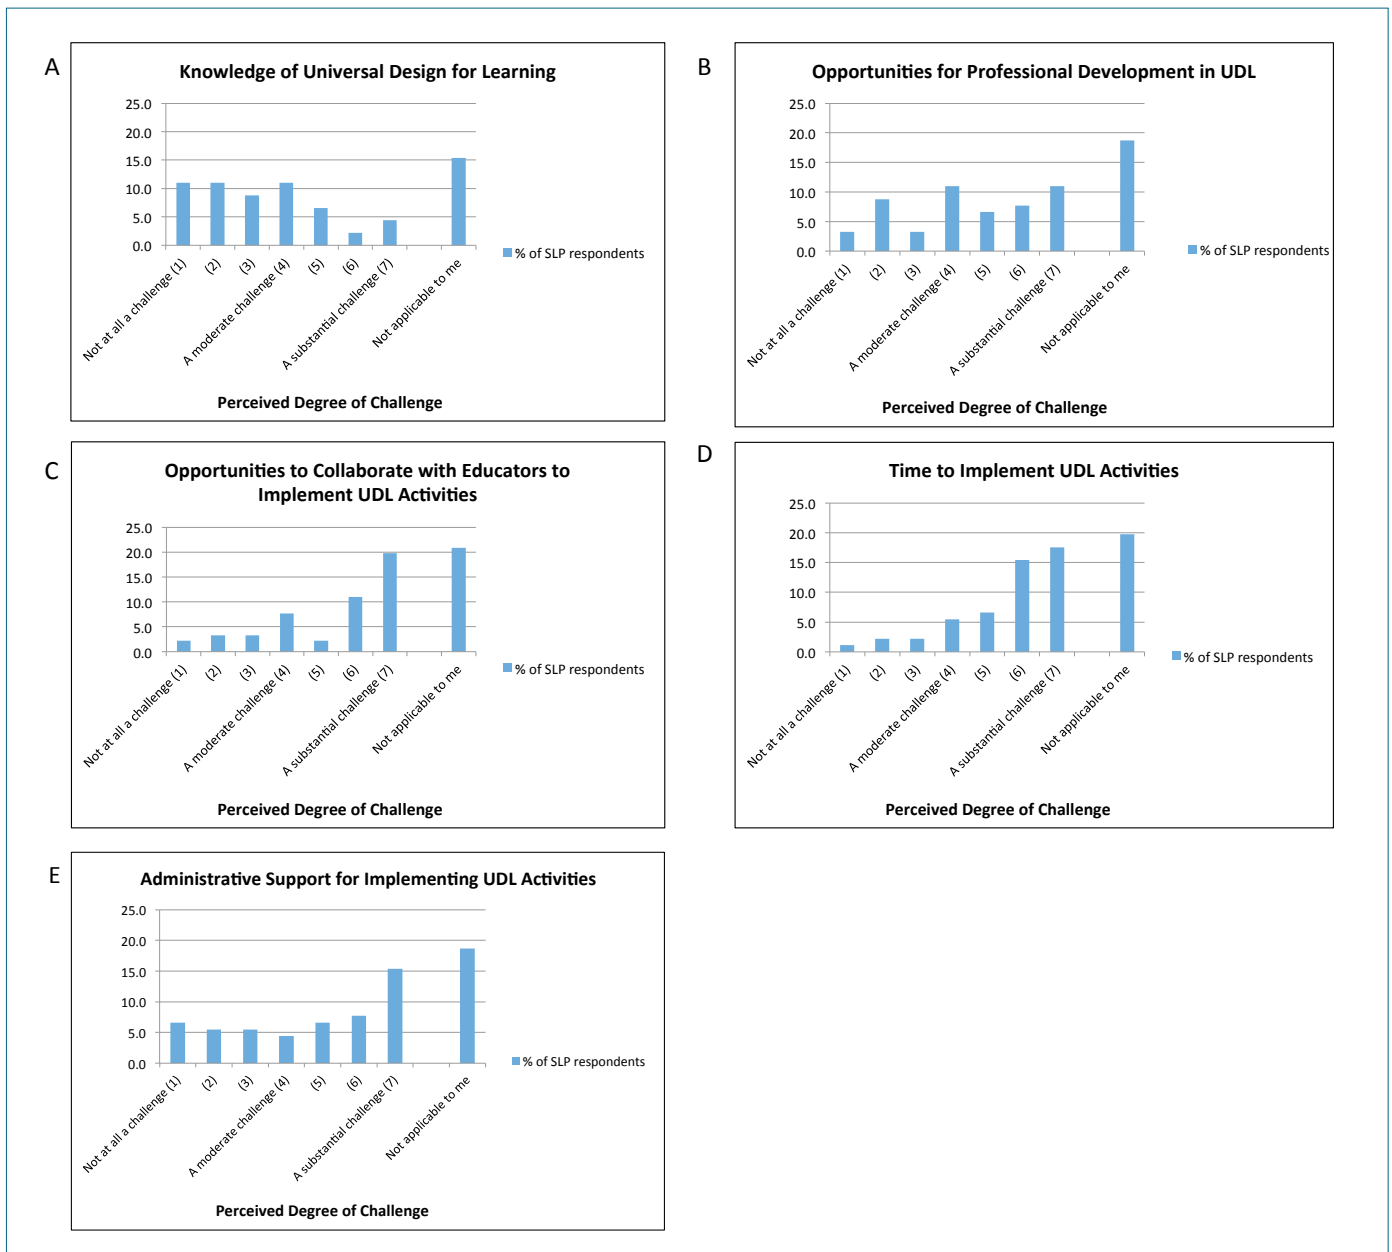 A
Knowledge of Universal Design for Learning
25.0
20.0
15.0
10.0
5.0
0.0
Not at all a challenge (1)
(2)
(3)
A moderate challenge (4)
(5)
(6)
A substantial challenge (7)
Not applicable to me
% of SLP respondents
Perceived Degree of Challenge
B
Opportunities for Professional Development in UDL
25.0
20.0
15.0
10.0
5.0
0.0
Not at all a challenge (1)
(2)
(3)
A moderate challenge (4)
(5)
(6)
A substantial challenge (7)
Not applicable to me
% of SLP respondents
Perceived Degree of Challenge
C
Opportunities to Collaborate with Educators to
Implement UDL Activities
25.0
20.0
15.0
10.0
5.0
0.0
Not at all a challenge (1)
(2)
(3)
A moderate challenge (4)
(5)
(6)
A substantial challenge (7)
Not applicable to me
% of SLP respondents
Perceived Degree of Challenge
D
Time to Implement UDL Activities
25.0
20.0
15.0
10.0
5.0
0.0
Not at all a challenge (1)
(2)
(3)
A moderate challenge (4)
(5)
(6)
A substantial challenge (7)
Not applicable to me
% of SLP respondents
Perceived Degree of Challenge
E
Administrative Support for Implementing UDL Activities
25.0
20.0
15.0
10.0
5.0
0.0
Not at all a challenge (1)
(2)
(3)
A moderate challenge (4)
(5)
(6)
A substantial challenge (7)
Not applicable to me
% of SLP respondents
Perceived Degree of Challenge